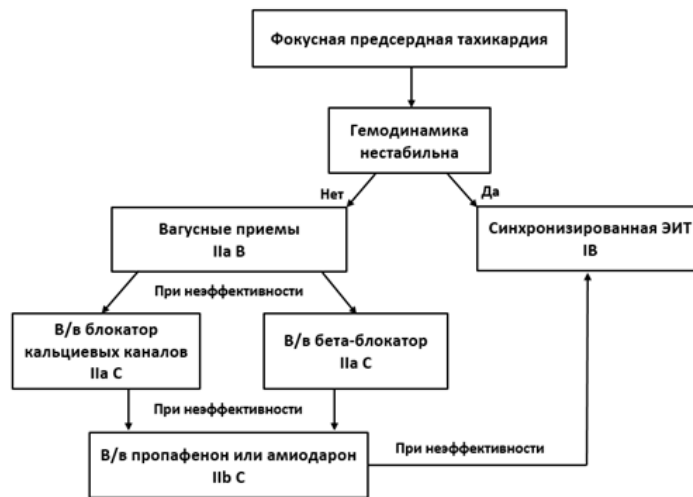 Фокусная предсердная тахикардия
Гемодинамика
нестабильна
Нет
Да
Вагусные приемы
IIa B
Синхронизированная ЭИТ
IB
При неэффективности
В/в блокатор
кальциевых каналов
IIa C
В/в бета-блокатор
IIa C
При неэффективности
В/в пропафенон или амиодарон
IIb C
При неэффективности